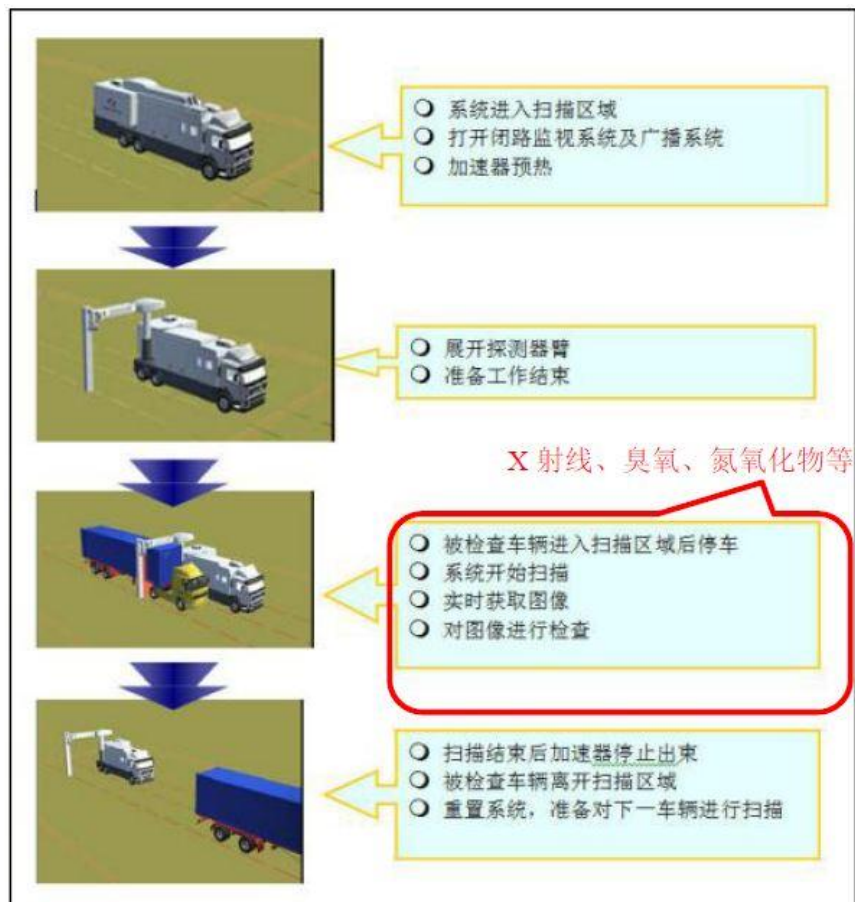 系统进入扫描区域
打开闭路监视系统及广播系统
加速器预热
展开探测器臂
准备工作结束
X 射线、臭氧、氮氧化物等
被检查车辆进入扫描区域后停车
系统开始扫描
实时获取图像
对图像进行检查
扫描结束后加速器停止出束
被检查车辆离开扫描区域
重置系统，准备对下一车辆进行扫描